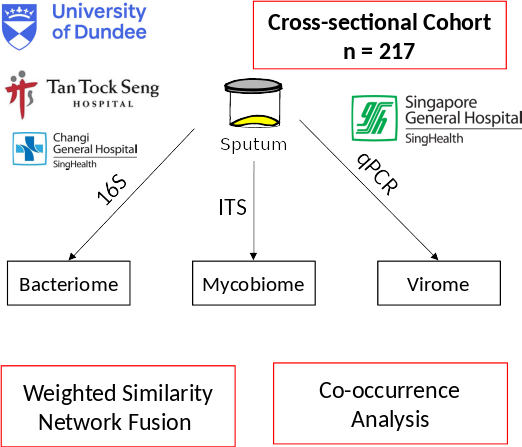 University
of Dundee
Cross-sectional Cohort
n = 217
Tan Tock Seng
HOSPITAL
Changi
General Hospital
SingHealth
Singapore
General Hospital
SingHealth
Sputum
16S
ITS
qPCR
Bacteriome
Mycobiome
Virome
Weighted Similarity
Network Fusion
Co-occurrence
Analysis